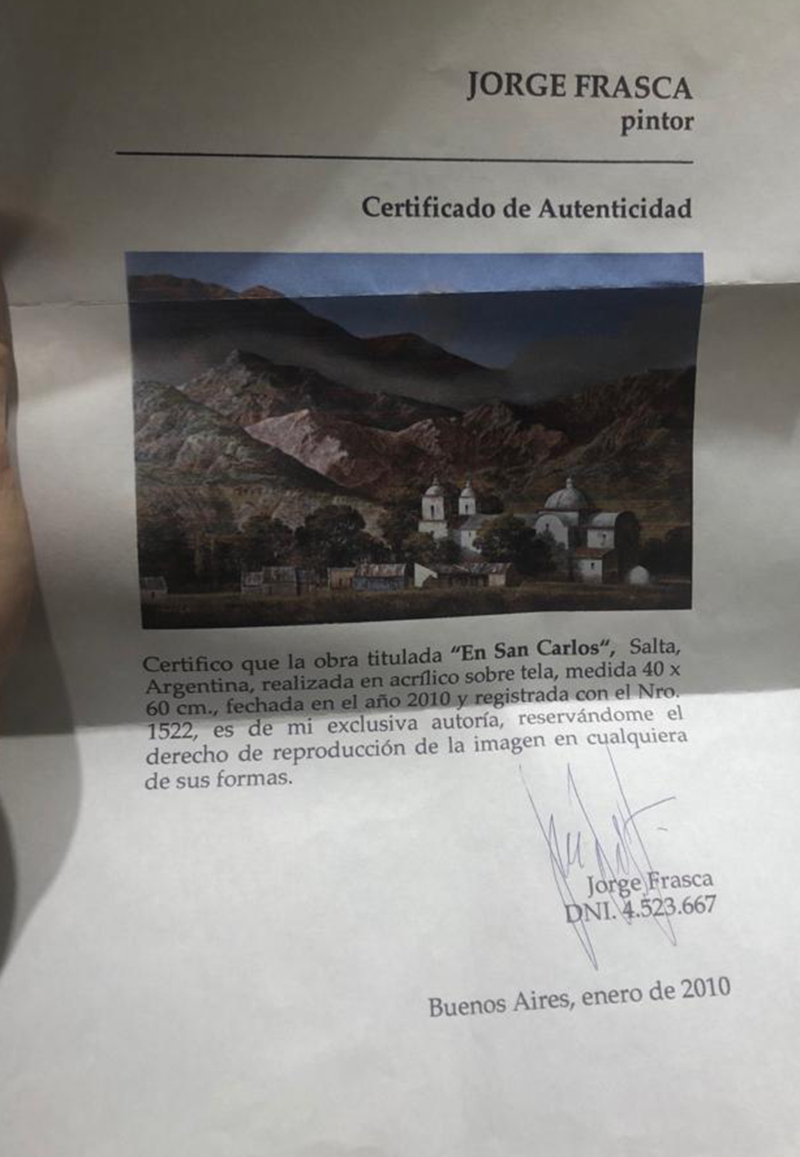 JORGE FRASCA
pintor
Certificado de Autenticidad
Certifico que la obra titulada “En San Carlos“, Salta,
Argentina, realizada en acrílico sobre tela, medida 40 x
60 cm., fechada en el año 2010 y registrada con el Nro.
1522, es de mi exclusiva autoría, reservándome el
derecho de reproducción de la imagen en cualquiera
de sus formas.
Jorge Frasca
DNI. 4.523.667
Buenos Aires, enero de 2010